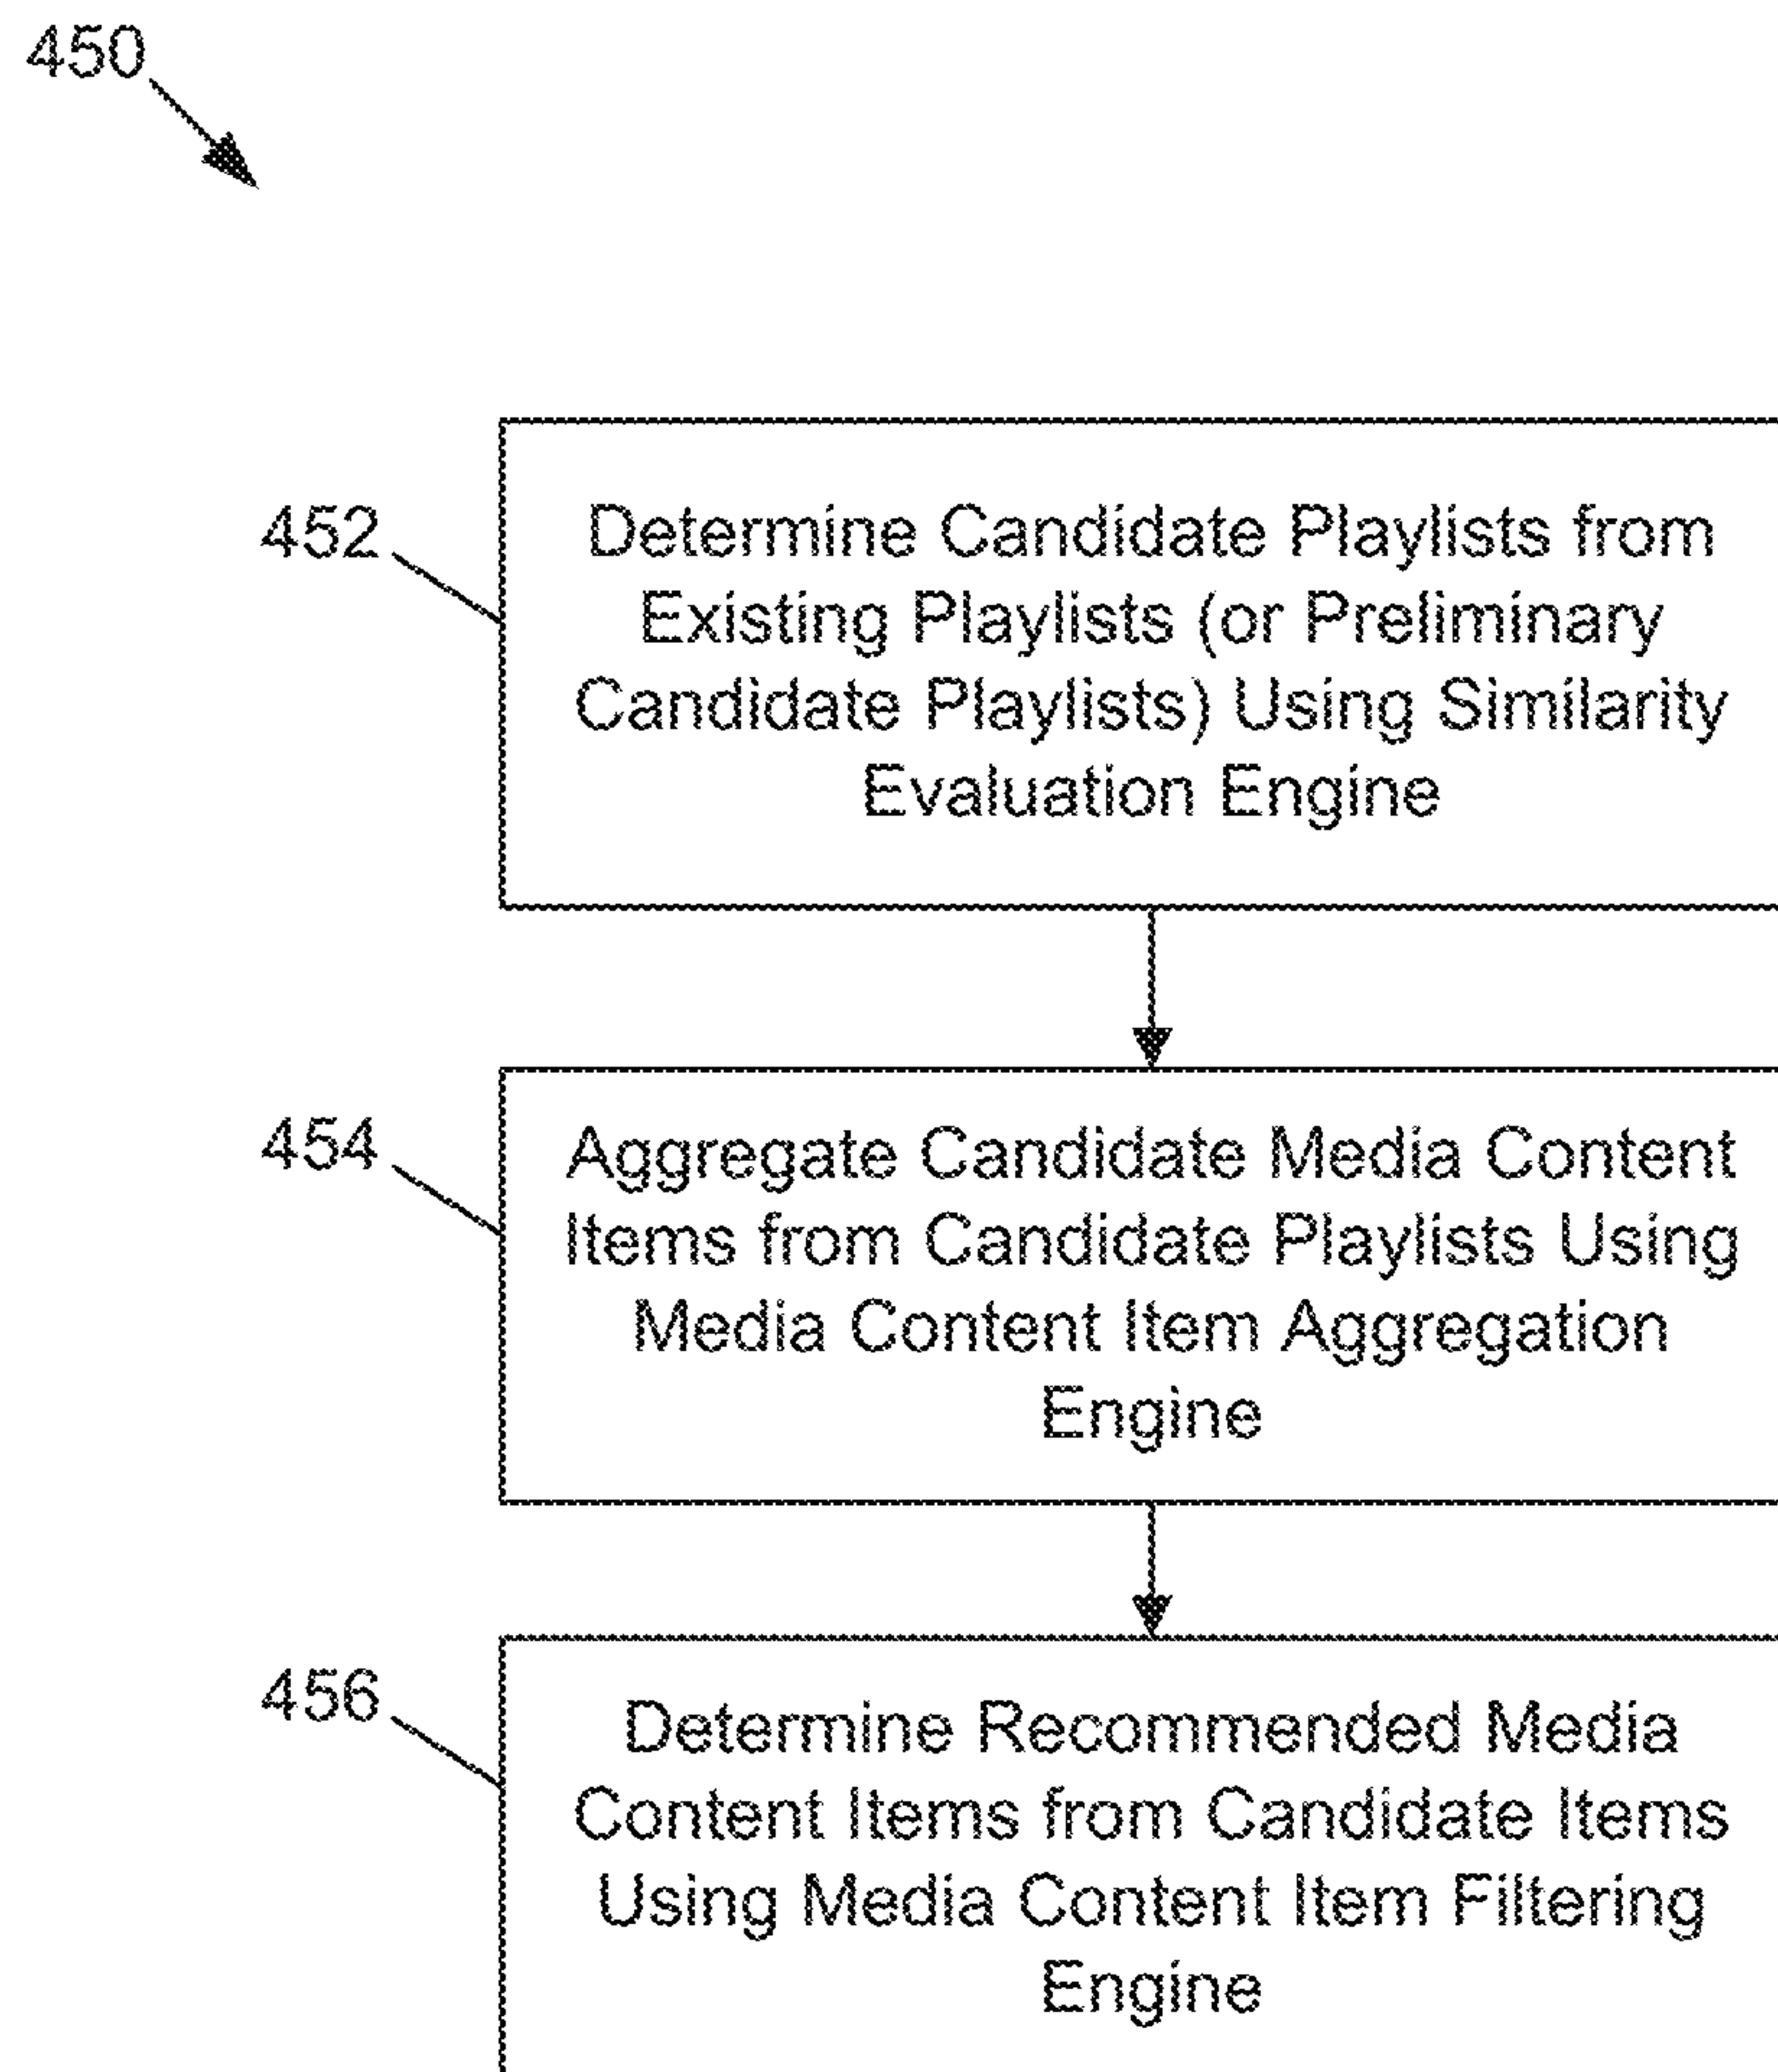 450
452
Determine Candidate Playlists from
Existing Playlists (or Preliminary
Candidate Playlists) Using Similarity
Evaluation Engine
454
Aggregate Candidate Media Content
Items from Candidate Playlists Using
Media Content Item Aggregation
Engine
456
Determine Recommended Media
Content Items from Candidate Items
Using Media Content Item Filtering
Engine